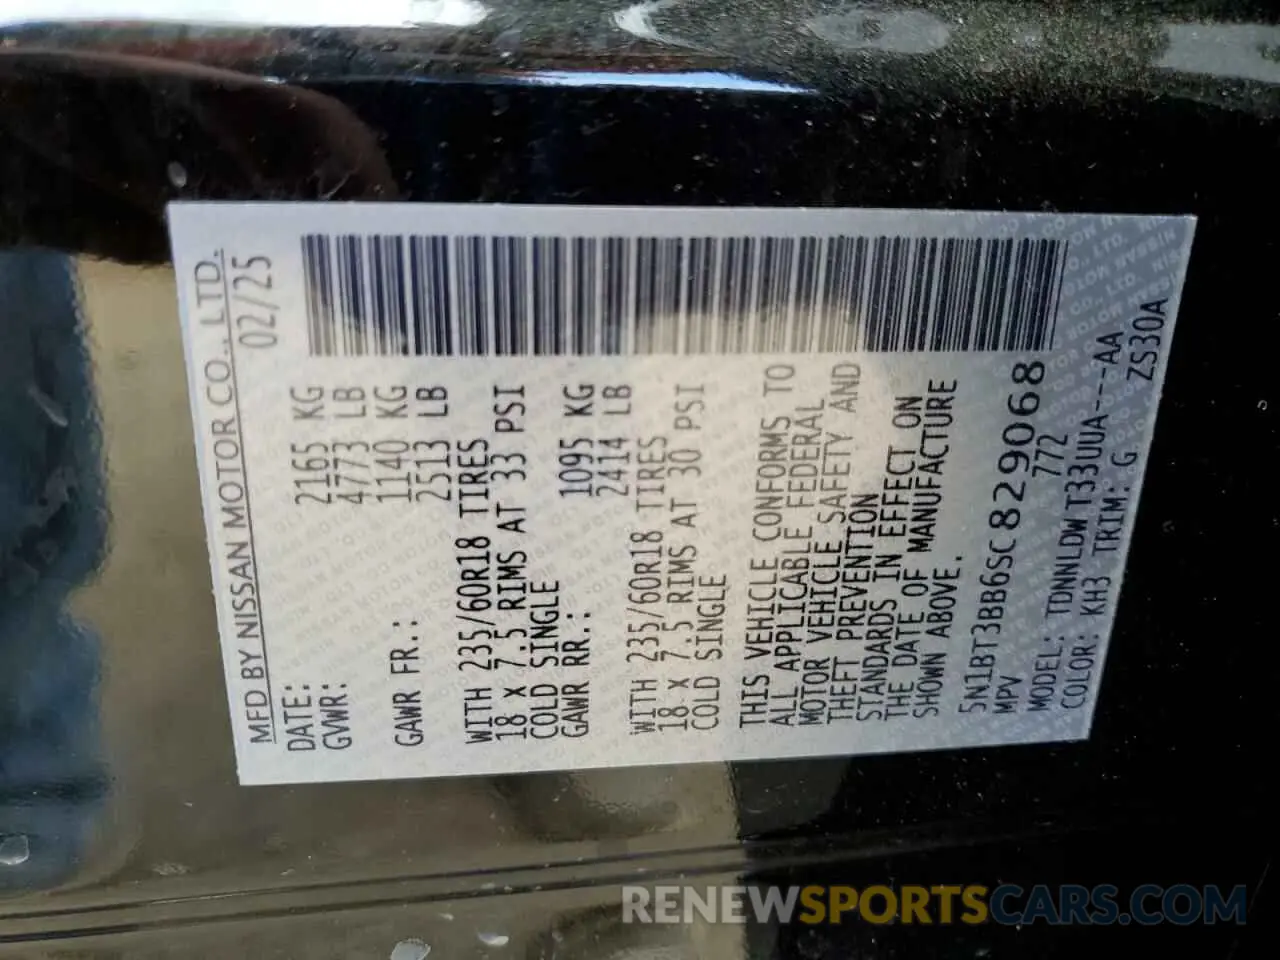 MFD BY NISSAN MOTOR CO., LTD.
DATE: 02/25
GVWR: 2165 KG
4773 LB
GAWR FR.: 1140 KG
2513 LB
WITH 235/60R18 TIRES
18 X 7.5 RIMS AT 33 PSI
COLD SINGLE
GAWR RR.: 1095 KG
2414 LB
WITH 235/60R18 TIRES
18 X 7.5 RIMS AT 30 PSI
COLD SINGLE
THIS VEHICLE CONFORMS TO
ALL APPLICABLE FEDERAL
MOTOR VEHICLE SAFETY AND
THEFT PREVENTION
STANDARDS IN EFFECT ON
THE DATE OF MANUFACTURE
SHOWN ABOVE.
5N1BT3BB6SC829068
MPV 772
MODEL: TDNNLDW T33UUA---AA
COLOR: KH3 TRIM: G ZS30A
RENEWSPORTSCARS.COM